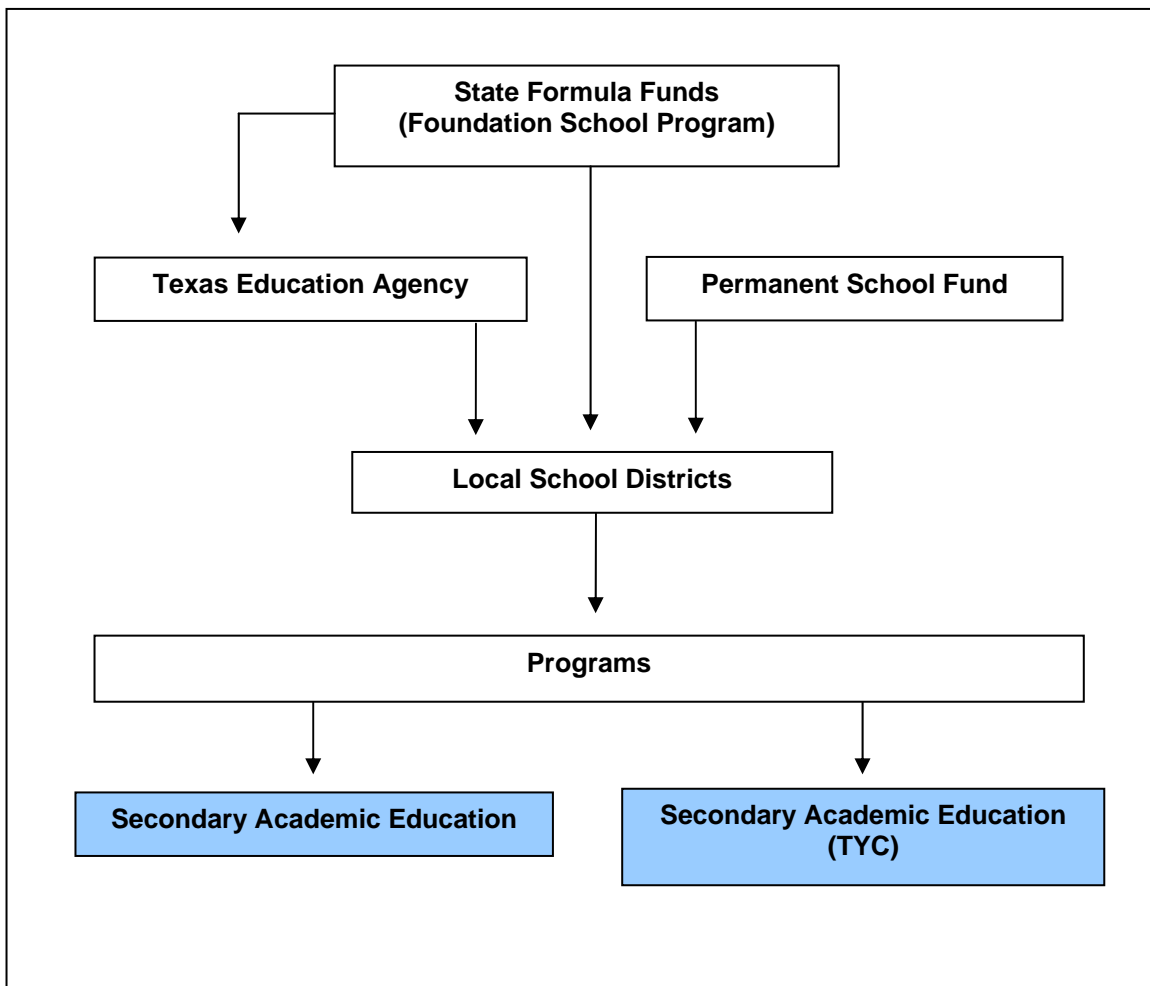 State Formula Funds
(Foundation School Program)
Texas Education Agency
Permanent School Fund
Local School Districts
Programs
Secondary Academic Education
Secondary Academic Education
(TYC)